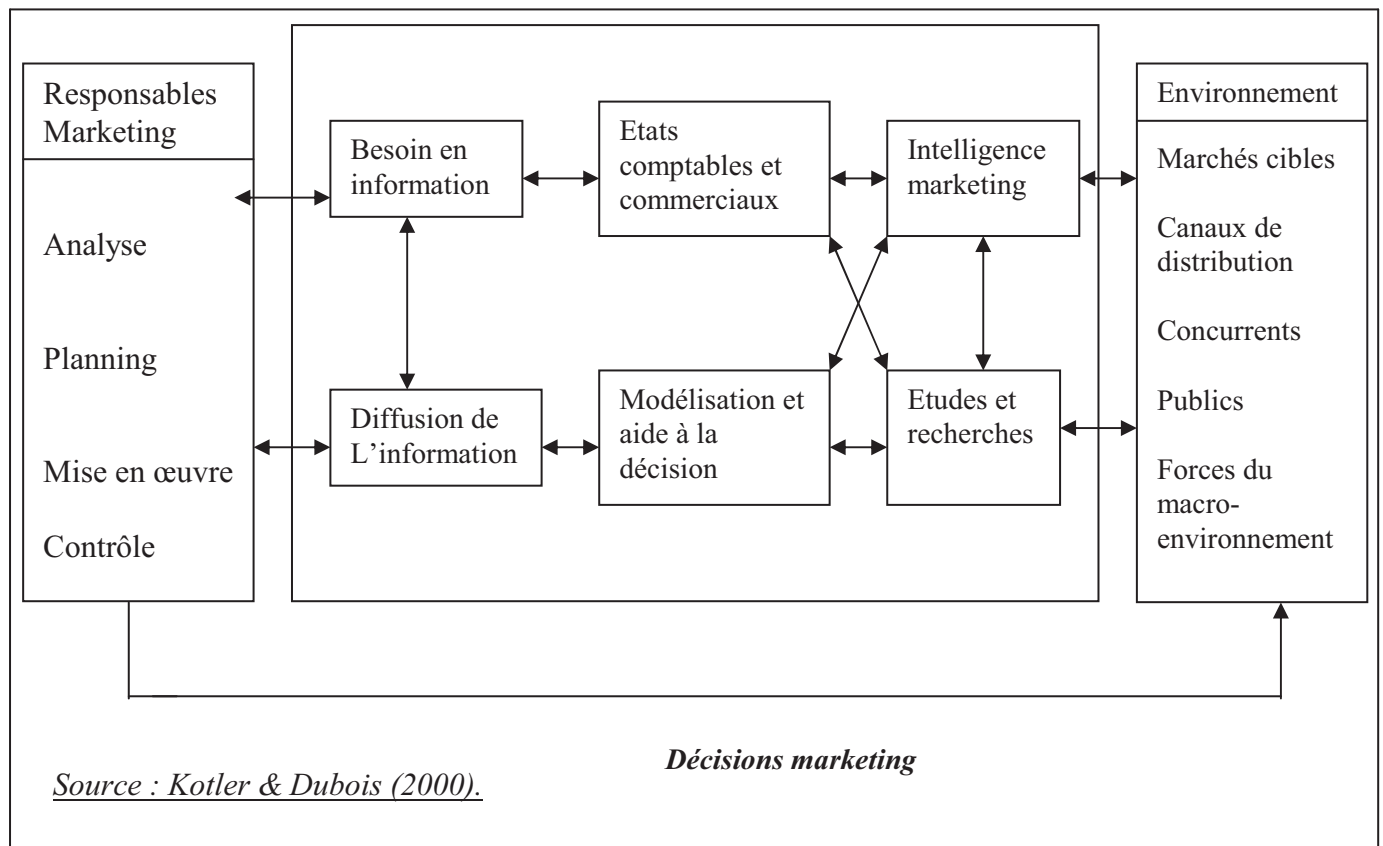 Responsables
Marketing
Analyse
Planning
Mise en œuvre
Contrôle
Besoin en
information
Etats
comptables et
commerciaux
Intelligence
marketing
Diffusion de
L'information
Modélisation et
aide à la
décision
Etudes et
recherches
Environnement
Marchés cibles
Canaux de
distribution
Concurrents
Publics
Forces du
macro-
environnement
Décisions marketing
Source : Kotler & Dubois (2000).